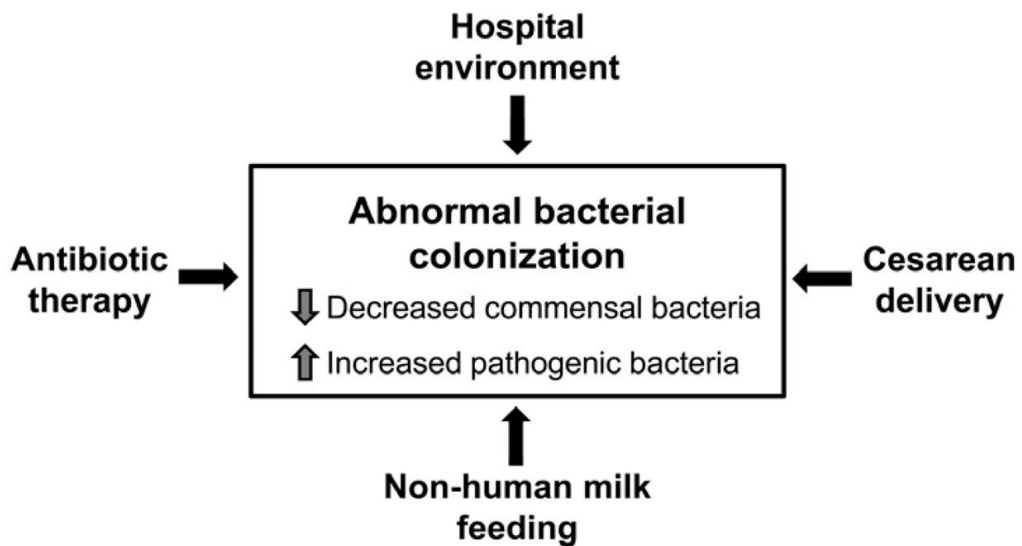 Hospital
environment
Abnormal bacterial
colonization
Decreased commensal bacteria
Increased pathogenic bacteria
Antibiotic
therapy
Cesarean
delivery
Non-human milk
feeding